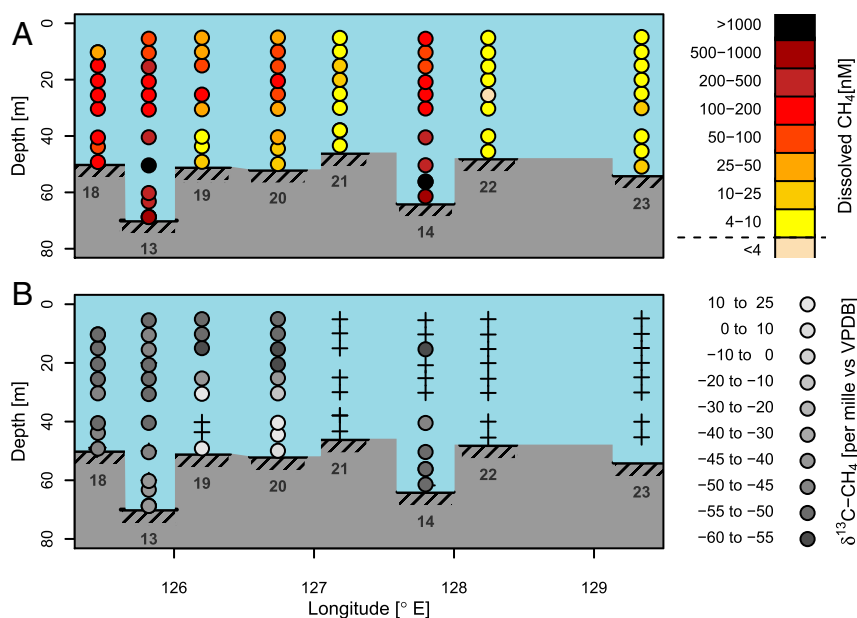 A
0
20
40
60
80
Depth [m]
18
13
19
20
21
14
22
23
>1000
500−1000
200−500
100−200
50−100
25−50
10−25
4−10
<4
Dissolved CH4[nM]
B
0
20
40
60
80
Depth [m]
18
13
19
20
21
14
22
23
10 to 25
0 to 10
−10 to 0
−20 to −10
−30 to −20
−40 to −30
−45 to −40
−50 to −45
−55 to −50
−60 to −55
δ13C−CH4 [per mille vs VPDB]
126
127
128
129
Longitude [° E]